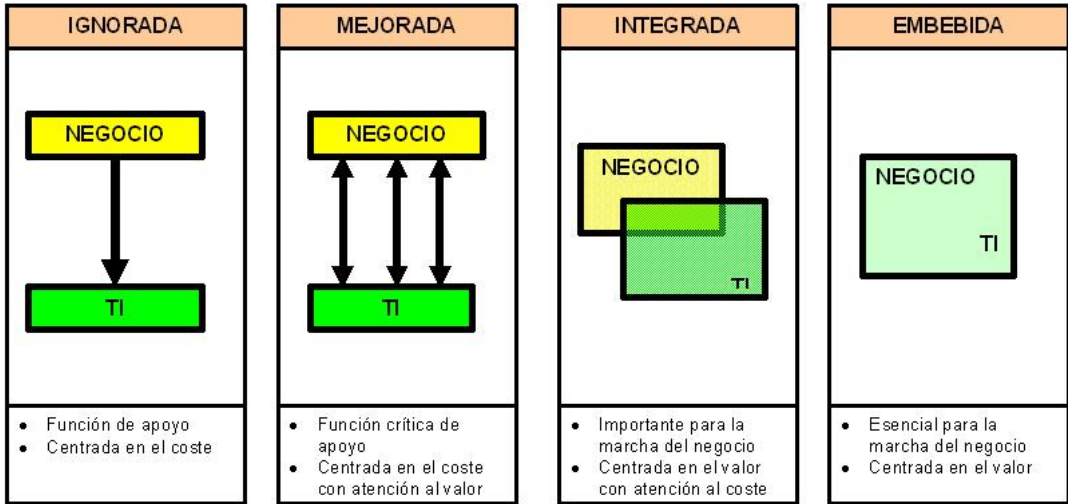 IGNORADA
NEGOCIO
TI
• Función de apoyo
• Centrada en el coste
MEJORADA
NEGOCIO
TI
• Función crítica de
apoyo
• Centrada en el coste
con atención al valor
INTEGRADA
NEGOCIO
TI
• Importante para la
marcha del negocio
• Centrada en el valor
con atención al coste
EMBEBIDA
NEGOCIO
TI
• Esencial para la
marcha del negocio
• Centrada en el valor